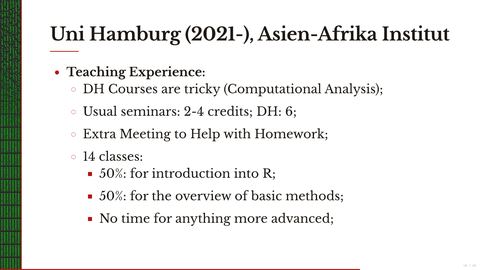 Uni Hamburg (2021-), Asien-Afrika Institut
Teaching Experience:
DH Courses are tricky (Computational Analysis);
Usual seminars: 2-4 credits; DH: 6;
Extra Meeting to Help with Homework;
14 classes:
50%: for introduction into R;
50%: for the overview of basic methods;
No time for anything more advanced;